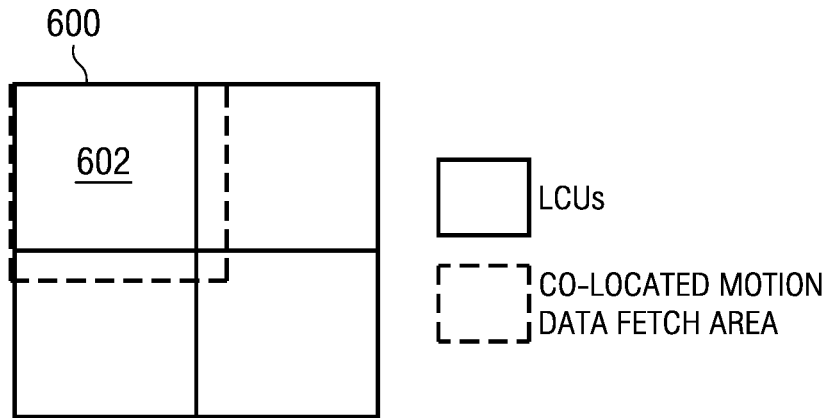 600
602
LCUs
CO-LOCATED MOTION
DATA FETCH AREA